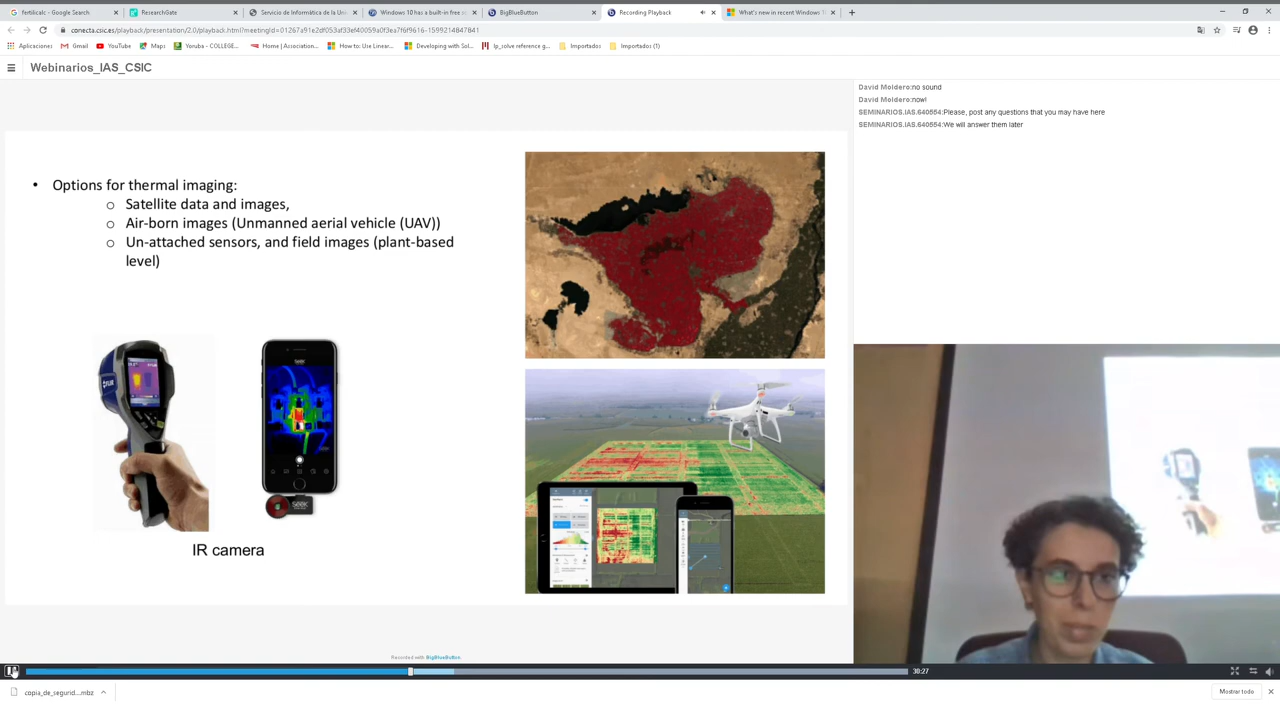 fertilicalc - Google Search
ResearchGate
Servicio de Informática de la Uni
Windows 10 has a built-in free s
BigBlueButton
Recording Playback
What's new in recent Windows 1
conecta.csic.es/playback/presentation/2.0/playback.html?meetingId=01267a91e2df053af33ef40059a0f3ea7f6f9616-1599214847841
Aplicaciones
Gmail
YouTube
Maps
Yoruba - COLLEGE...
Home | Association...
How to: Use Linear...
Developing with Sol...
lp_solve reference g...
Importados
Importados (1)
Webinarios_IAS_CSIC
David Moldero:no sound
David Moldero:now!
SEMINARIOS.IAS.640554:Please, post any questions that you may have here
SEMINARIOS.IAS.640554:We will answer them later
• Options for thermal imaging:
o Satellite data and images,
o Air-born images (Unmanned aerial vehicle (UAV))
o Un-attached sensors, and field images (plant-based
level)
IR camera
Recorded with BigBlueButton.
30:27
copia_de_segurid....mbz
Mostrar todo